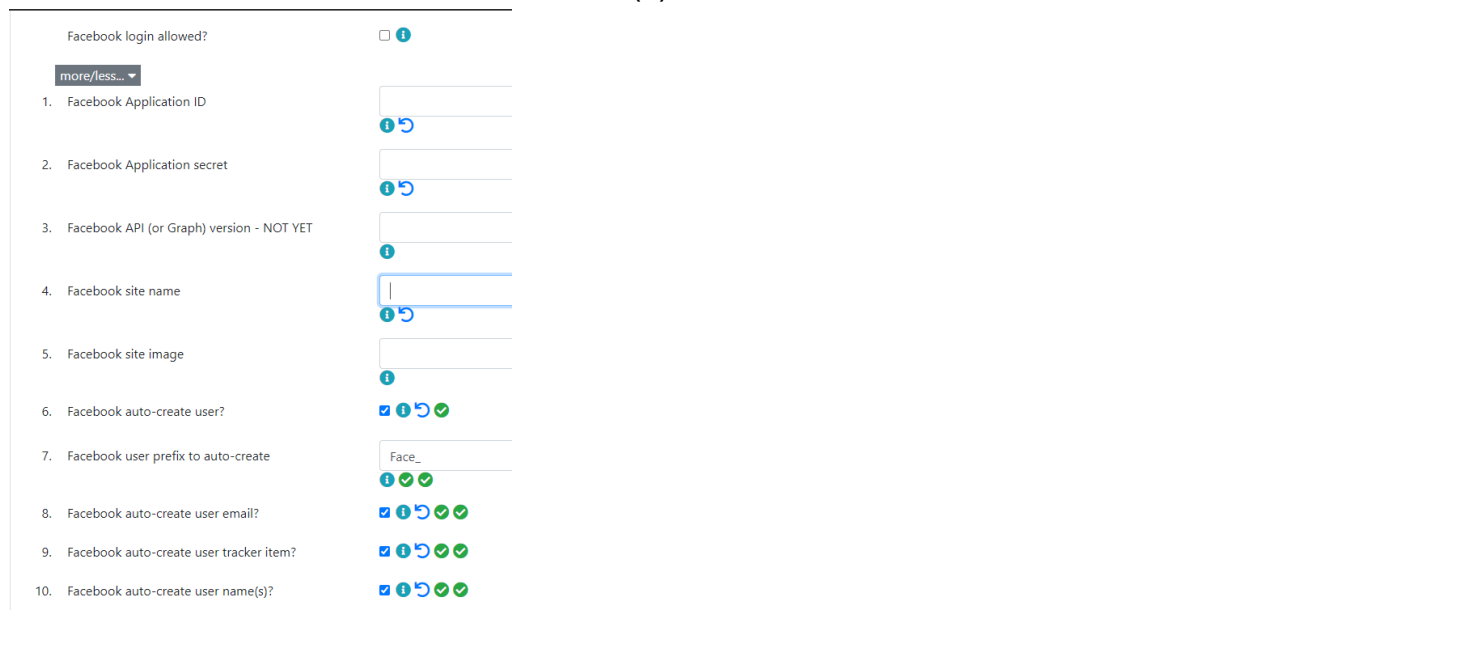 Facebook login allowed?
more/less...
1. Facebook Application ID
2. Facebook Application secret
3. Facebook API (or Graph) version - NOT YET
4. Facebook site name
5. Facebook site image
6. Facebook auto-create user?
7. Facebook user prefix to auto-create Face_
8. Facebook auto-create user email?
9. Facebook auto-create user tracker item?
10. Facebook auto-create user name(s)?